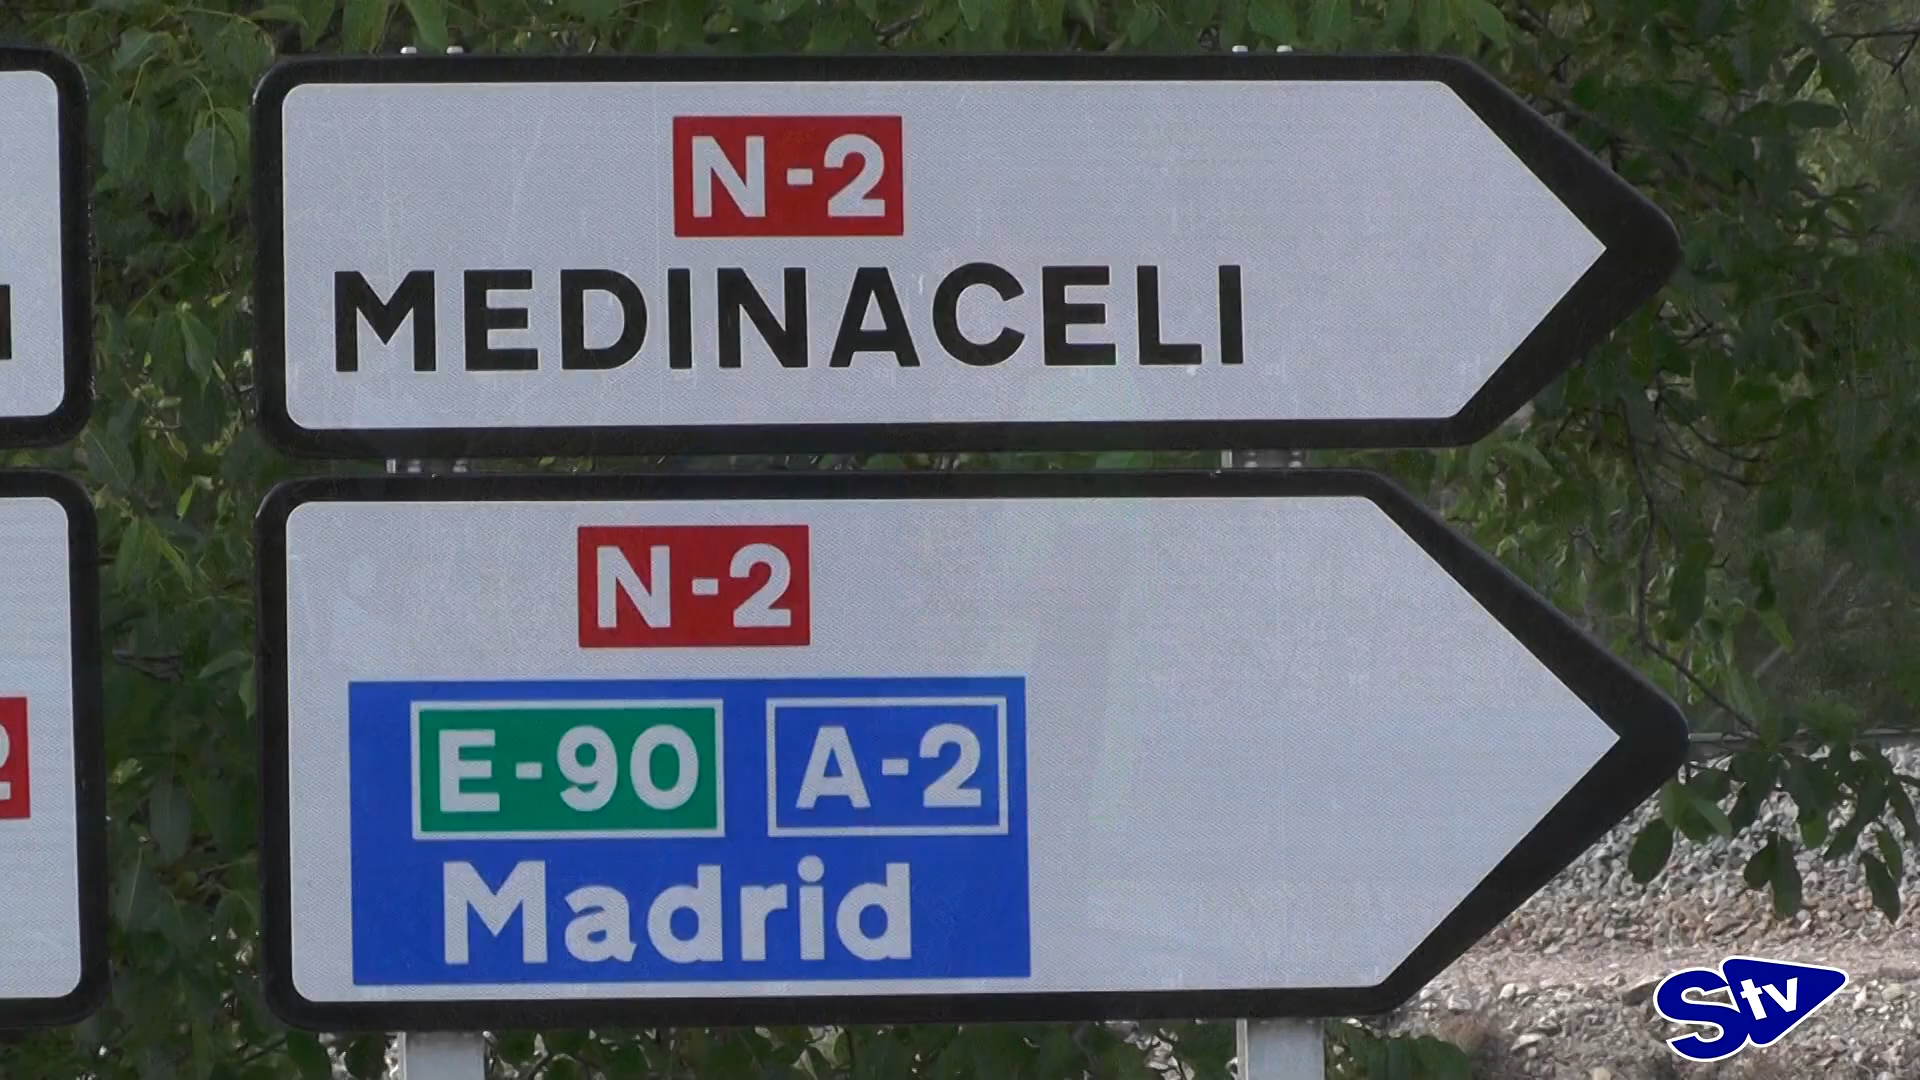 N-2
MEDINACELI
N-2
E-90 A-2
Madrid
Stv